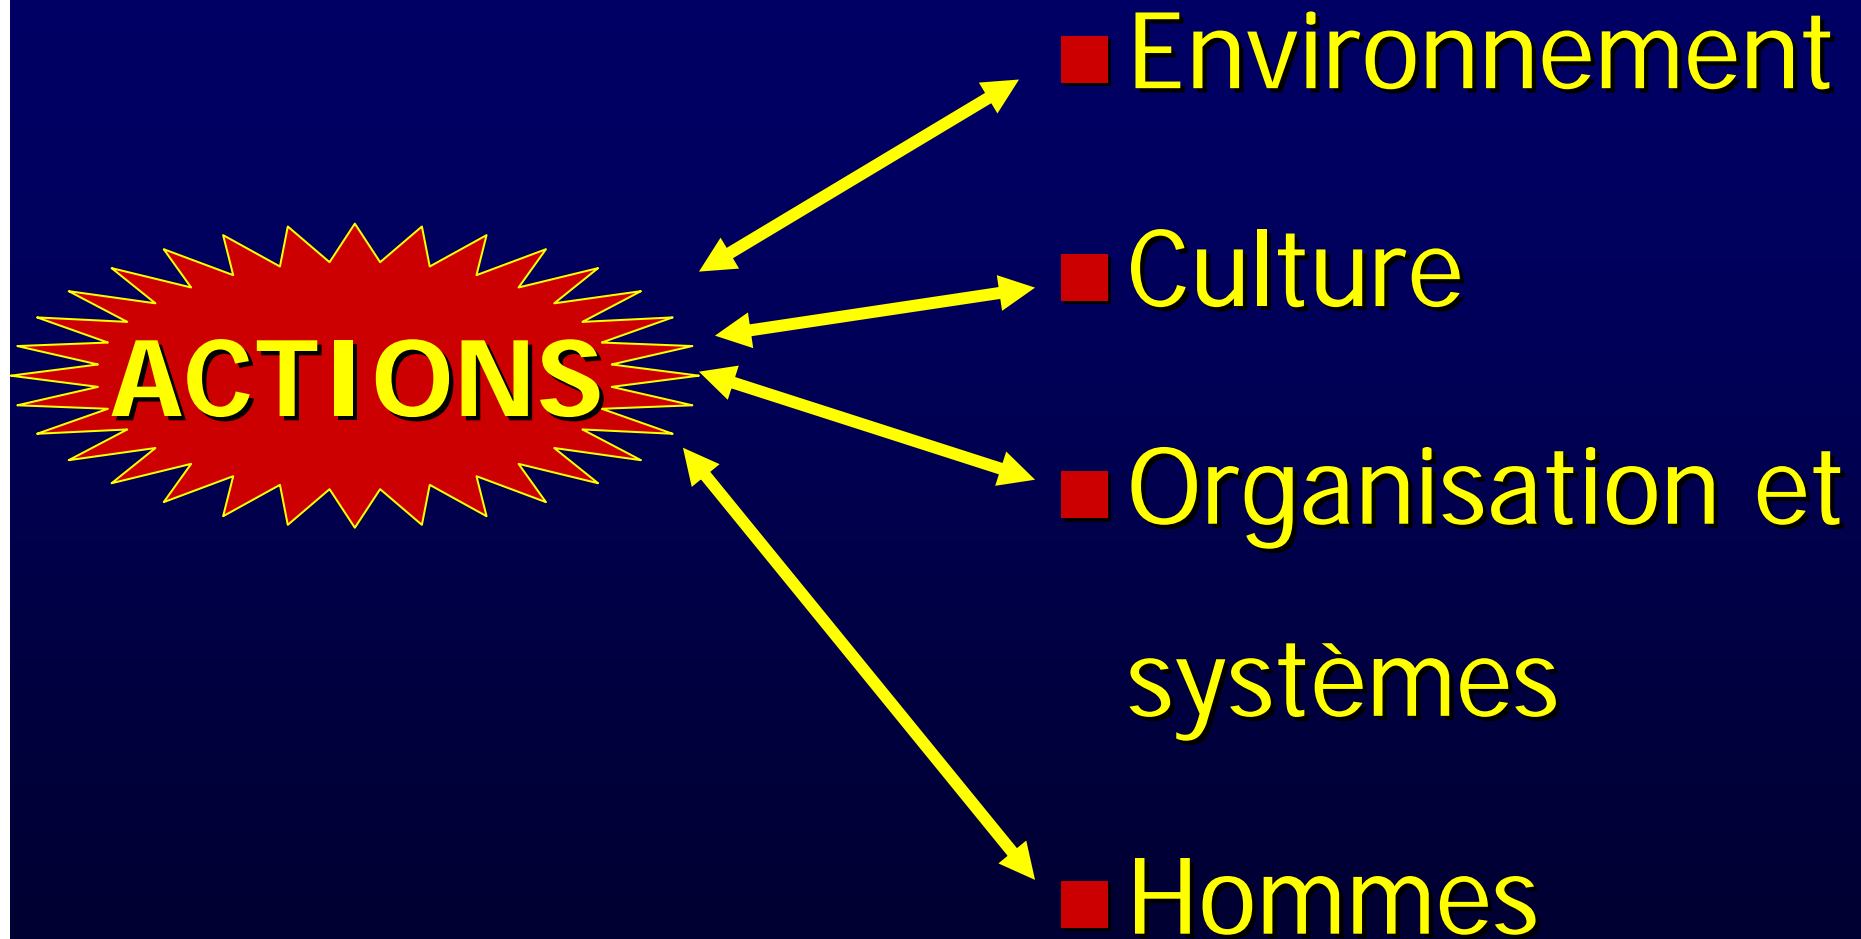 Environnement
Culture
ACTIONS
Organisation et
systèmes
Hommes